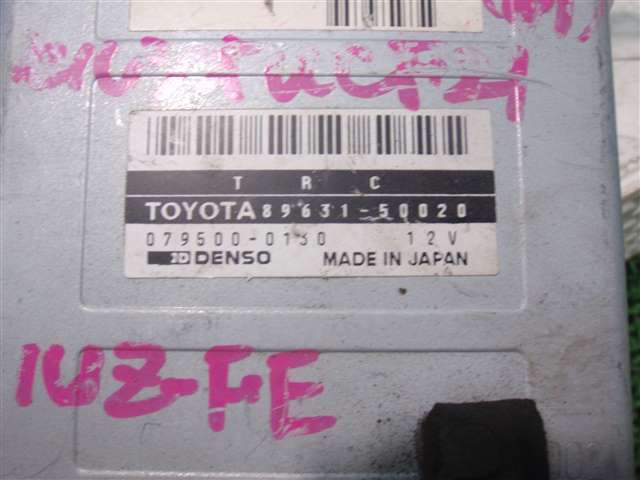 T R C
TOYOTA 89631-50020
079500-0130 12V
DENSO MADE IN JAPAN
1UZ-FE